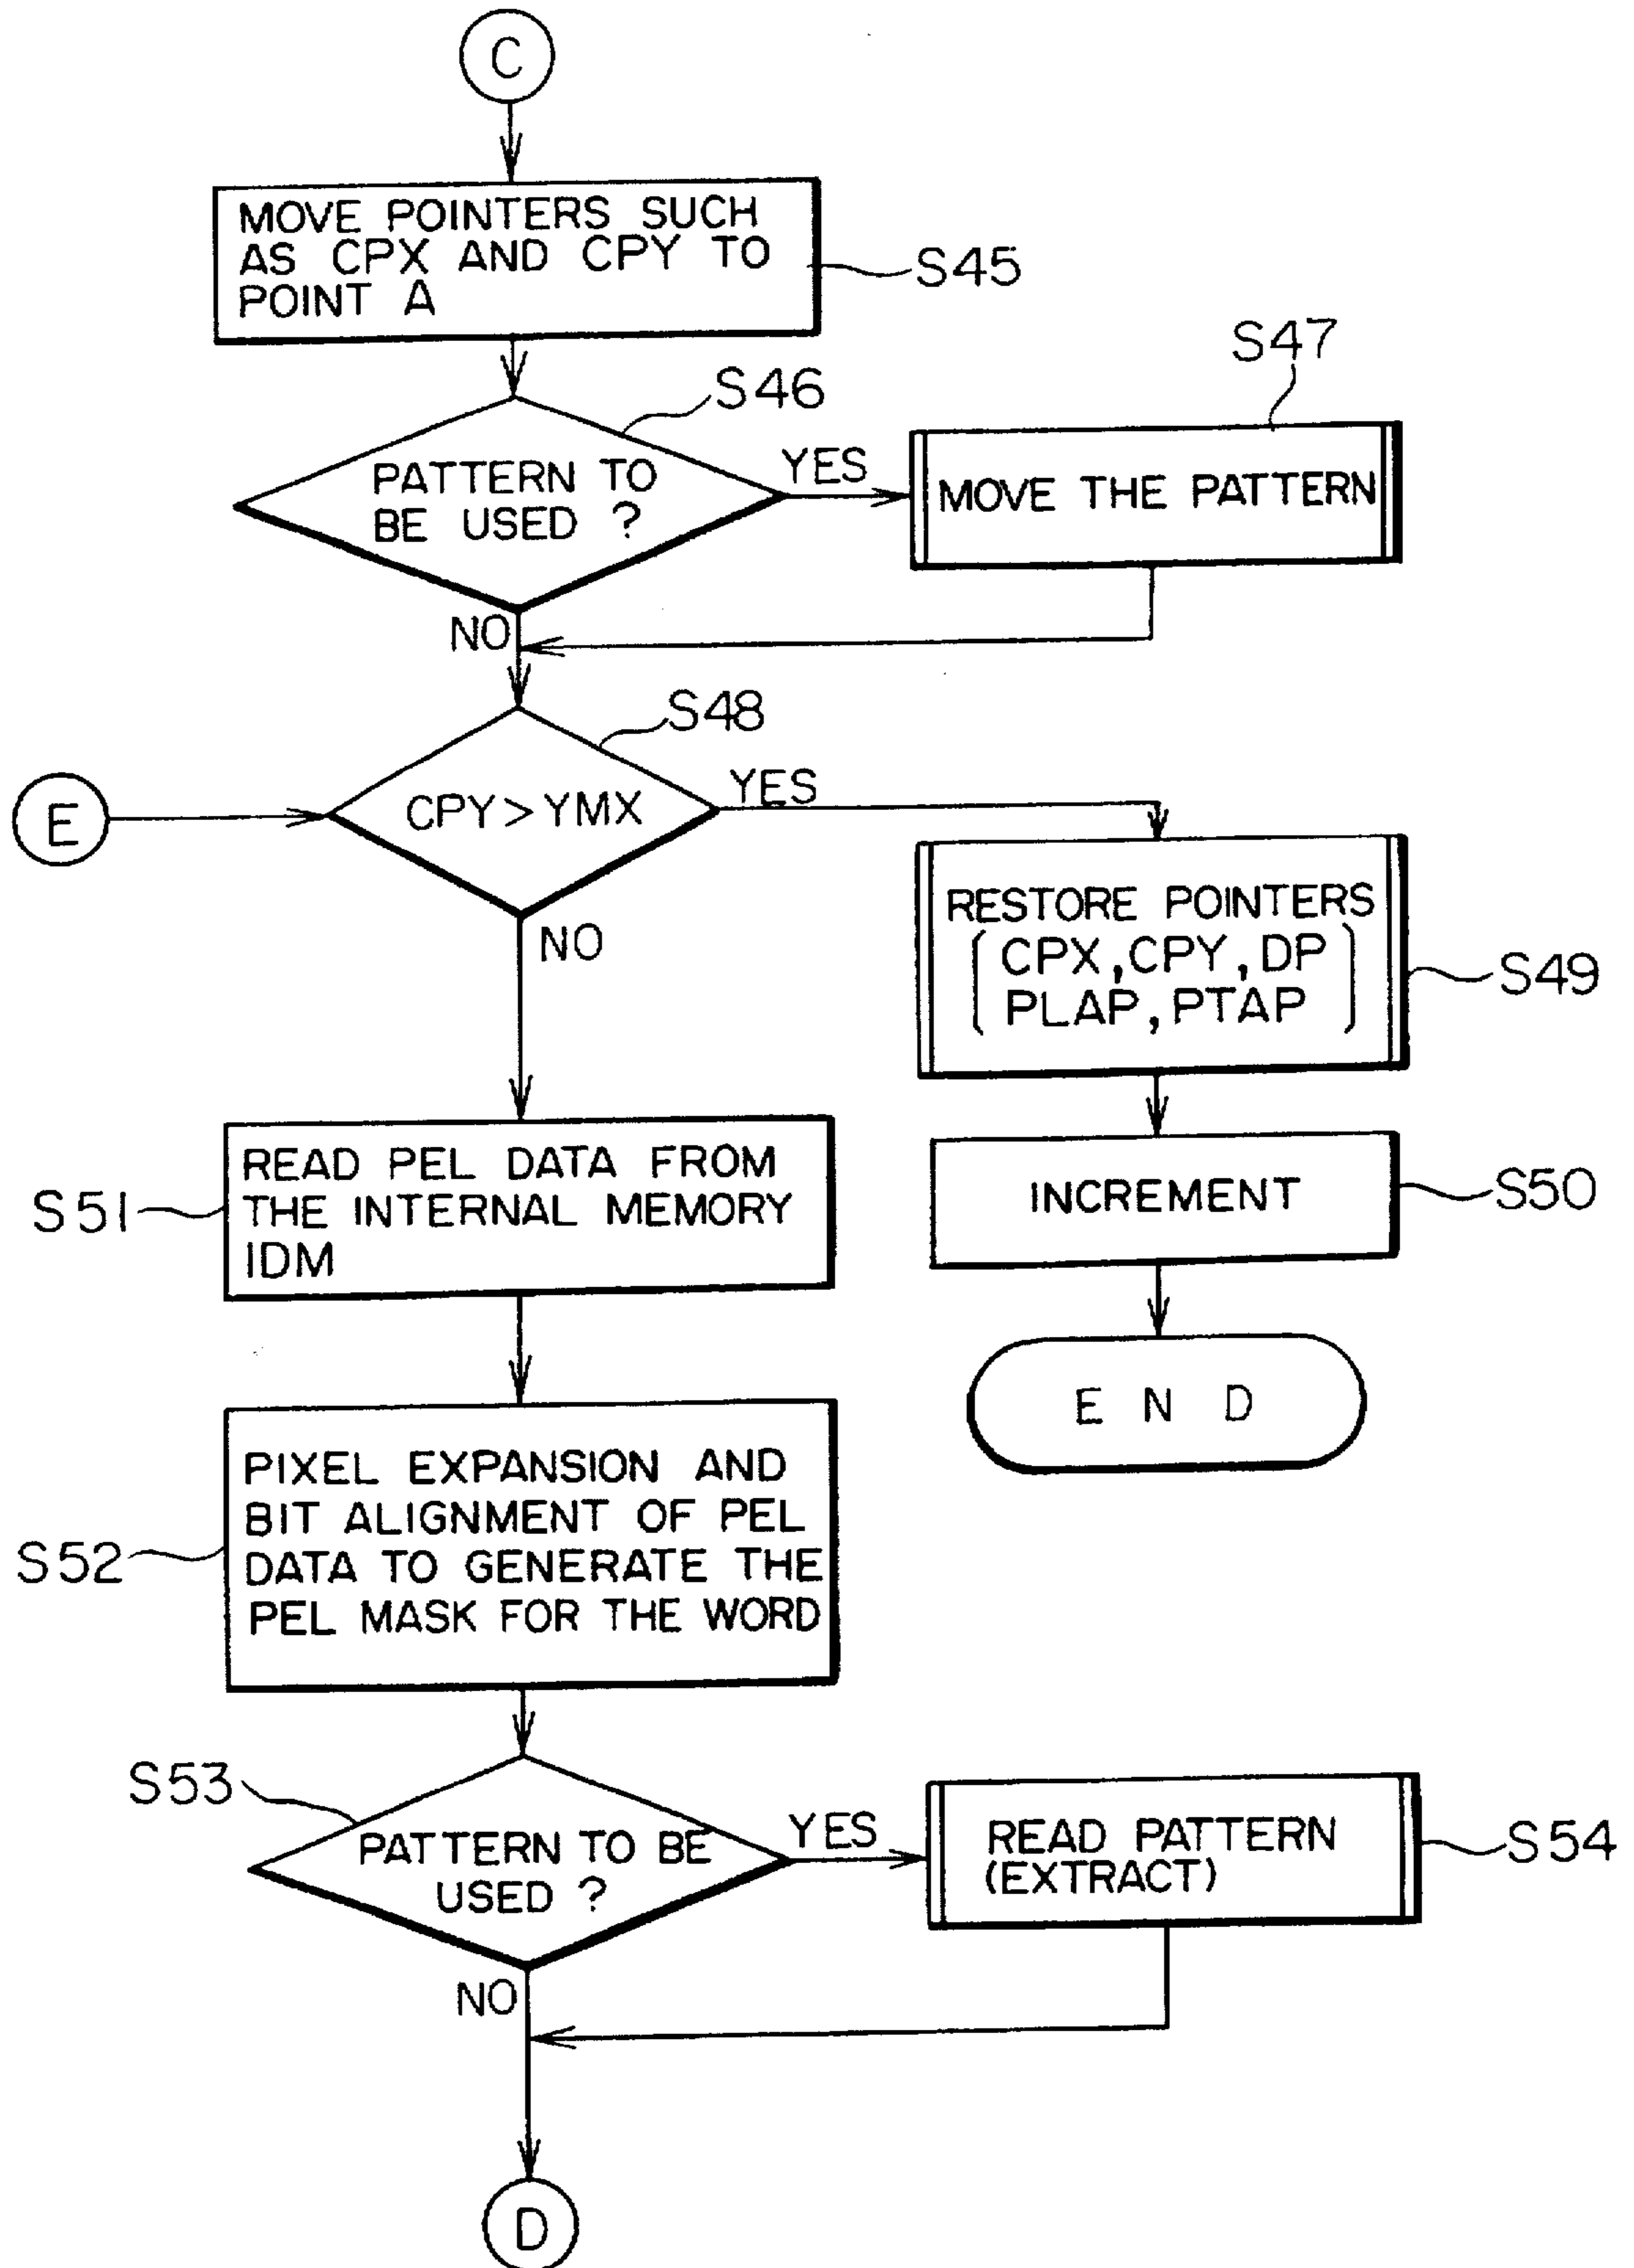 C
MOVE POINTERS SUCH
AS CPX AND CPY TO
POINT A
S45
S46
PATTERN TO
BE USED ?
YES
S47
MOVE THE PATTERN
NO
S48
E
CPY > YMX
YES
NO
RESTORE POINTERS
[ CPX, CPY, DP
PLAP, PTAP ]
S49
INCREMENT
S50
E N D
S51
READ PEL DATA FROM
THE INTERNAL MEMORY
IDM
S52
PIXEL EXPANSION AND
BIT ALIGNMENT OF PEL
DATA TO GENERATE THE
PEL MASK FOR THE WORD
S53
PATTERN TO BE
USED ?
YES
READ PATTERN
(EXTRACT)
S54
NO
D